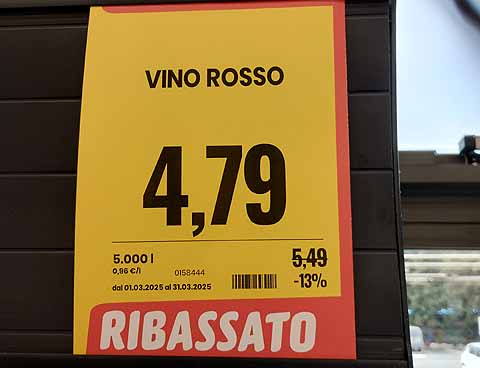 VINO ROSSO
4,79
5.000 l
5,49
0,96 €/l
0158444
-13%
dal 01.03.2025 al 31.03.2025
RIBASSATO